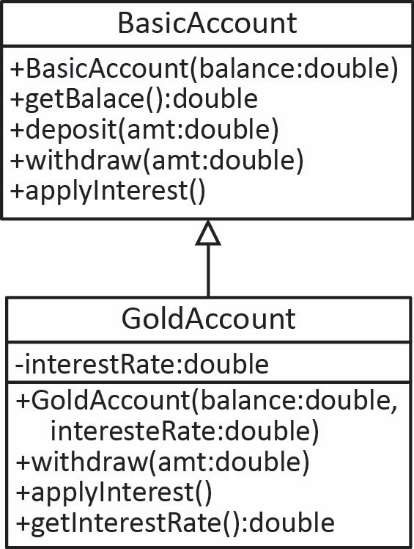 BasicAccount
+BasicAccount(balance:double)
+getBalace():double
+deposit(amt:double)
+withdraw(amt:double)
+applyInterest()
GoldAccount
-interestRate:double
+GoldAccount(balance:double,
interesteRate:double)
+withdraw(amt:double)
+applyInterest()
+getInterestRate():double